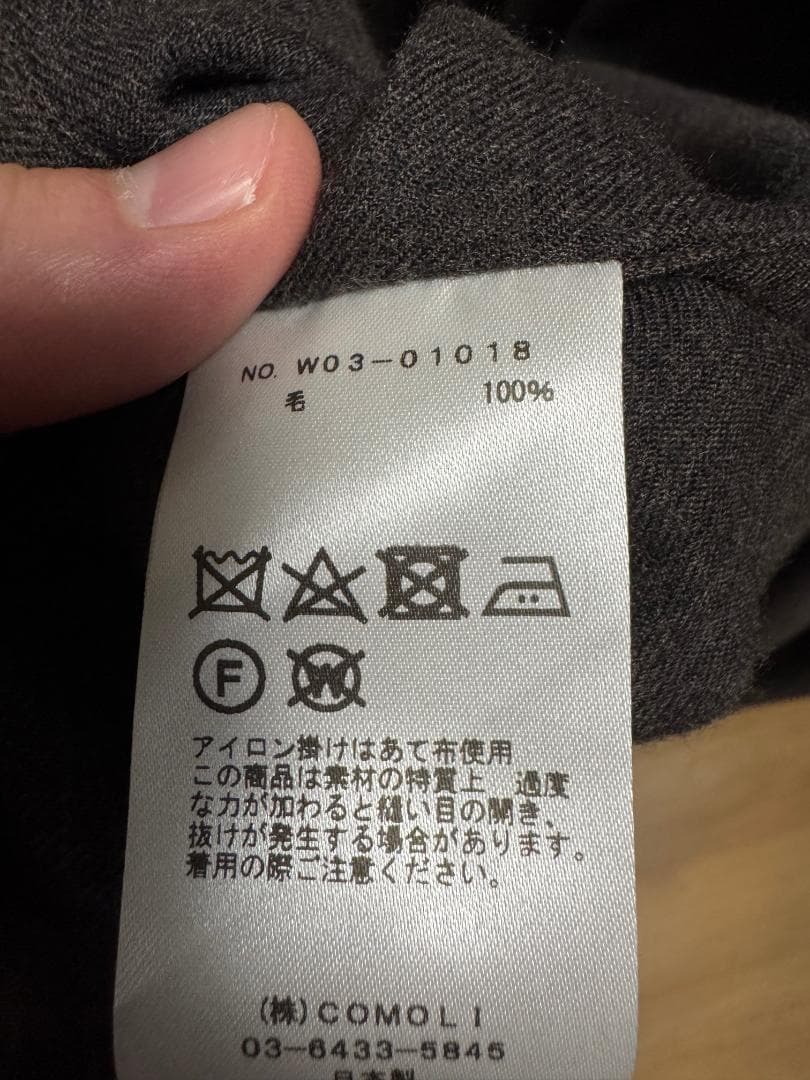 NO. W03-01018
毛 100%
F W
アイロン掛けはあて布使用
この商品は素材の特質上、過度
な力が加わると縫い目の開き、
抜けが発生する場合があります。
着用の際ご注意ください。
(株)COMOLI
03-6433-5845
日本製